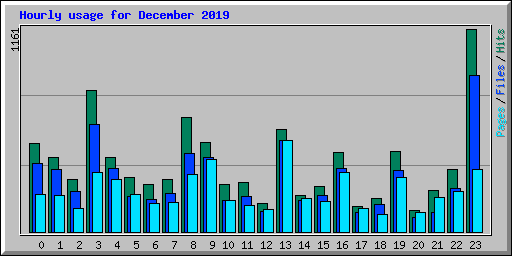 Hourly usage for December 2019
1161
Pages/Files/Hits
0 1 2 3 4 5 6 7 8 9 10 11 12 13 14 15 16 17 18 19 20 21 22 23